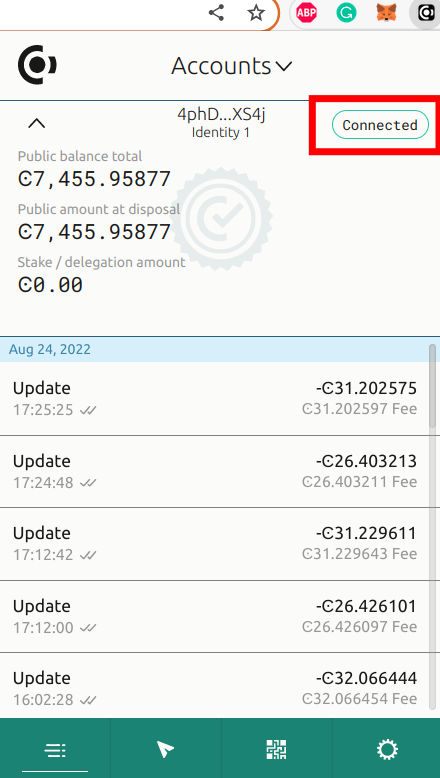 ABP
Accounts
4phD...XS4j
Identity 1
Connected
Public balance total
Ͼ7,455.95877
Public amount at disposal
Ͼ7,455.95877
Stake / delegation amount
Ͼ0.00
Aug 24, 2022
Update
-Ͼ31.202575
17:25:25
Ͼ31.202597 Fee
Update
-Ͼ26.403213
17:24:48
Ͼ26.403211 Fee
Update
-Ͼ31.229611
17:12:42
Ͼ31.229643 Fee
Update
-Ͼ26.426101
17:12:00
Ͼ26.426097 Fee
Update
-Ͼ32.066444
16:02:28
Ͼ32.066454 Fee